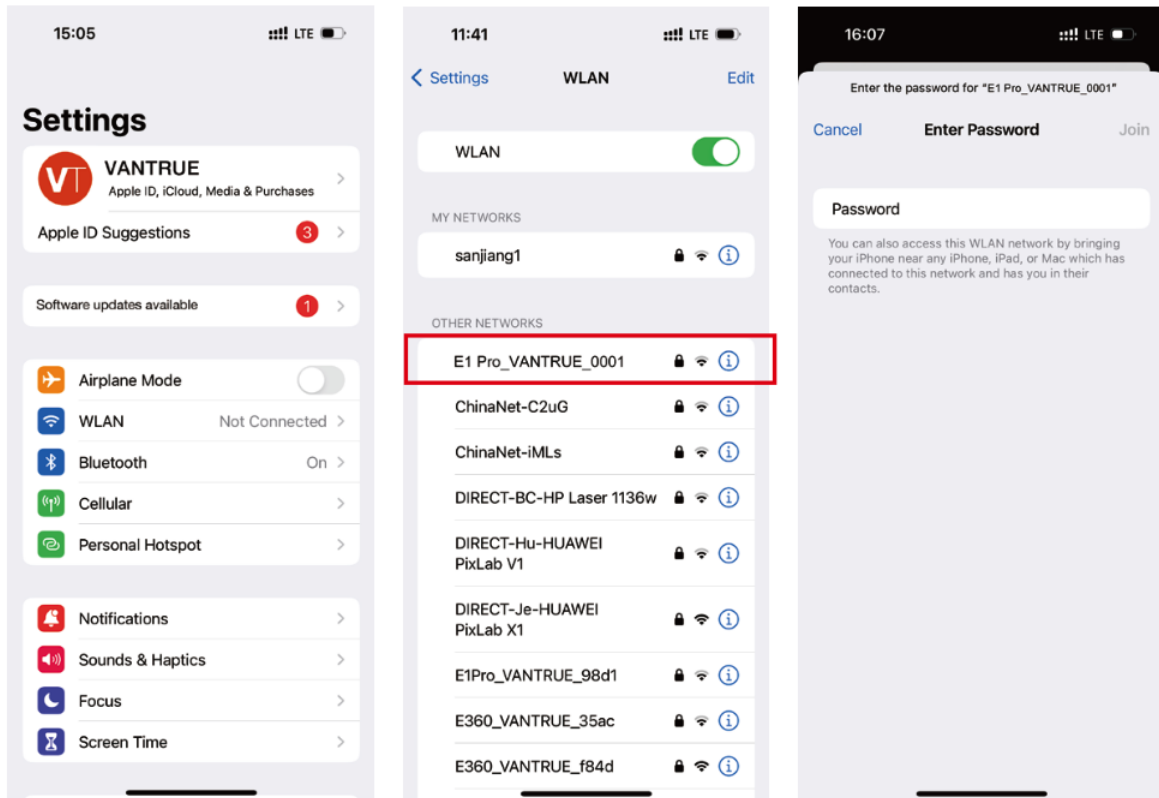 15:05
LTE
Settings
VT
VANTRUE
Apple ID, iCloud, Media & Purchases
Apple ID Suggestions
3
Software updates available
1
Airplane Mode
WLAN
Not Connected
Bluetooth
On
Cellular
Personal Hotspot
Notifications
Sounds & Haptics
Focus
Screen Time
11:41
LTE
Settings
WLAN
Edit
WLAN
MY NETWORKS
sanjiang1
OTHER NETWORKS
E1 Pro_VANTRUE_0001
ChinaNet-C2uG
ChinaNet-iMLs
DIRECT-BC-HP Laser 1136w
DIRECT-Hu-HUAWEI
PixLab V1
DIRECT-Je-HUAWEI
PixLab X1
E1Pro_VANTRUE_98d1
E360_VANTRUE_35ac
E360_VANTRUE_f84d
16:07
LTE
Enter the password for “E1 Pro_VANTRUE_0001”
Cancel
Enter Password
Join
Password
You can also access this WLAN network by bringing
your iPhone near any iPhone, iPad, or Mac which has
connected to this network and has you in their
contacts.